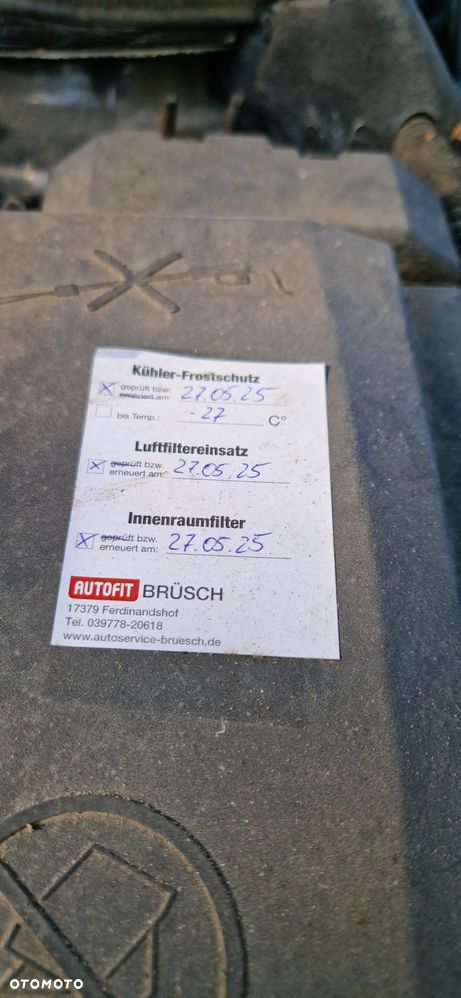 Kühler-Frostschutz
geprüft bzw.
erneuert am: 27.05.25
bis Temp.: -27 C°
Luftfiltereinsatz
geprüft bzw.
erneuert am: 27.05.25
Innenraumfilter
geprüft bzw.
erneuert am: 27.05.25
AUTOFIT BRÜSCH
17379 Ferdinandshof
Tel. 039778-20618
www.autoservice-bruesch.de
OTOMOTO